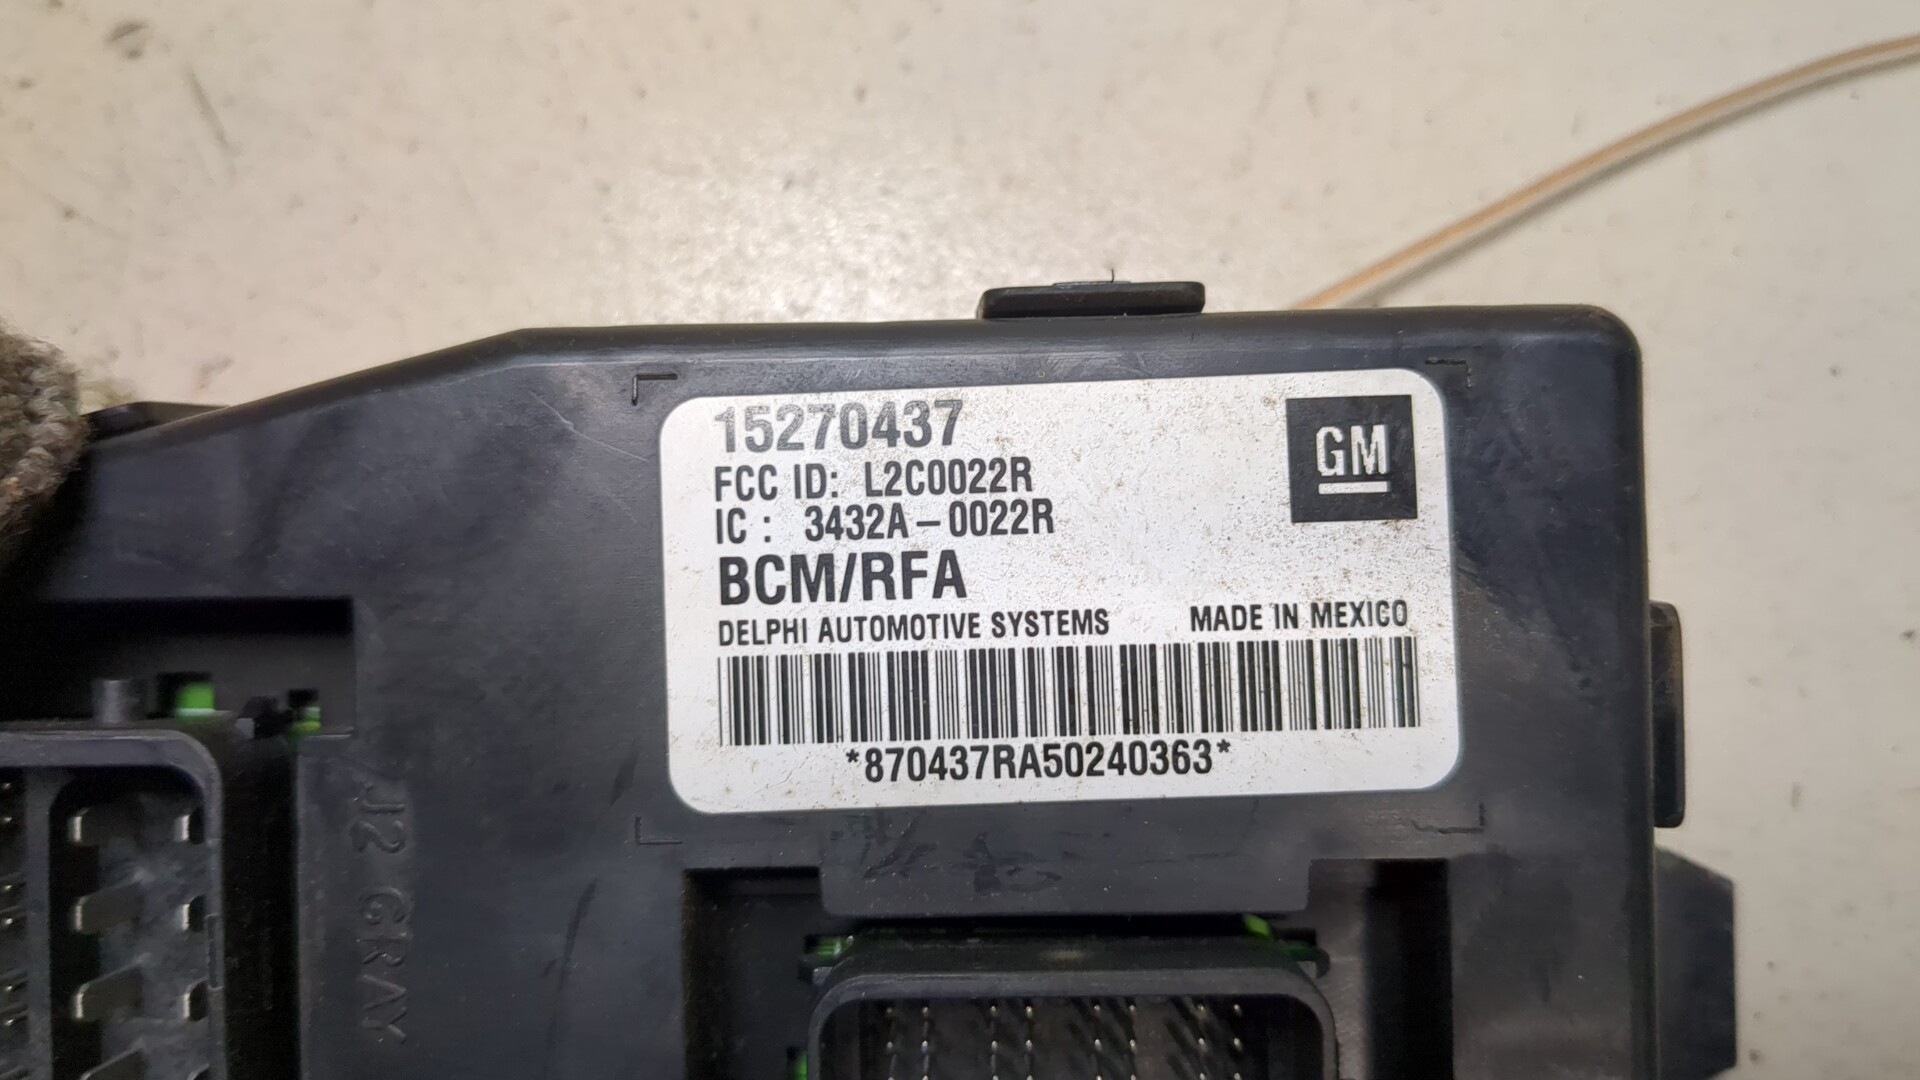 15270437
GM
FCC ID: L2C0022R
IC : 3432A-0022R
BCM/RFA
DELPHI AUTOMOTIVE SYSTEMS MADE IN MEXICO
*870437RA50240363*
J2 GRAY